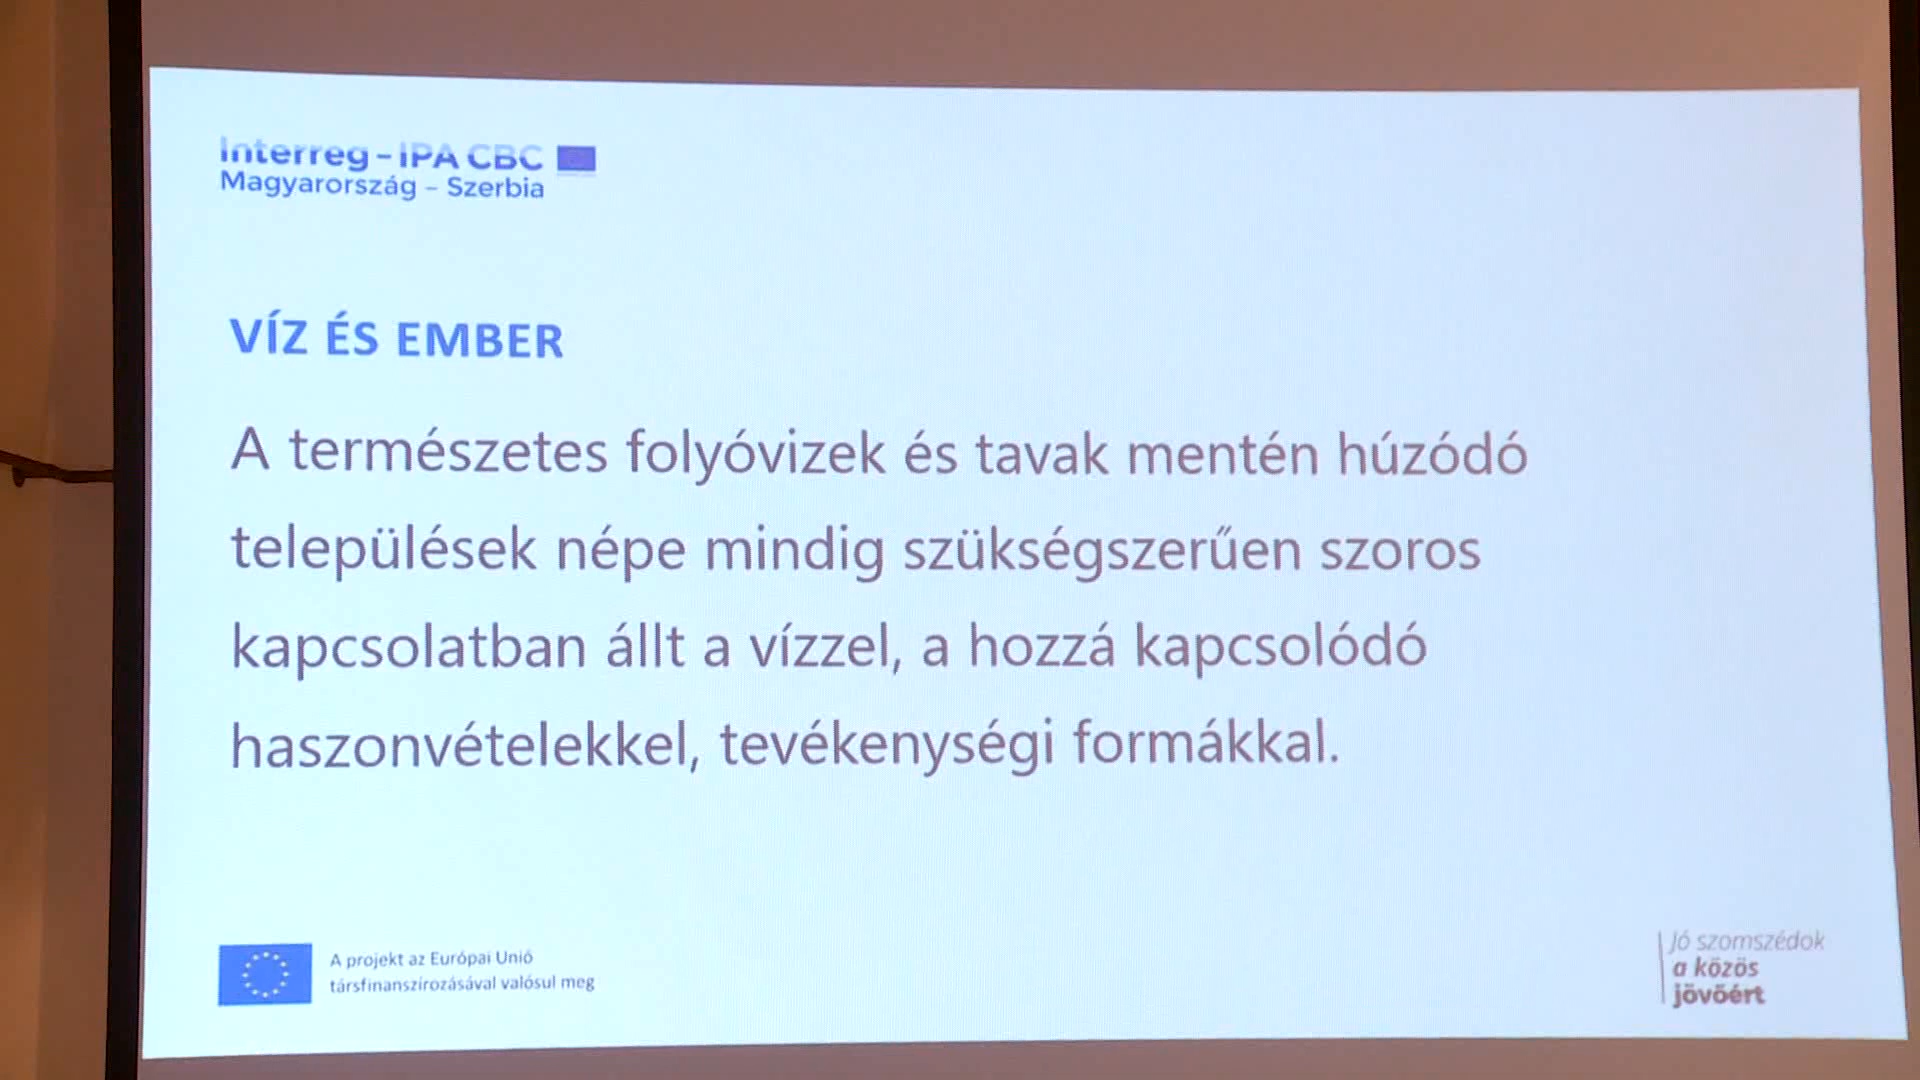 Interreg – IPA CBC
Magyarország – Szerbia
VÍZ ÉS EMBER
A természetes folyóvizek és tavak mentén húzódó
települések népe mindig szükségszerűen szoros
kapcsolatban állt a vízzel, a hozzá kapcsolódó
haszonvételekkel, tevékenységi formákkal.
A projekt az Európai Unió
társfinanszírozásával valósul meg
Jó szomszédok
a közös
jövőért